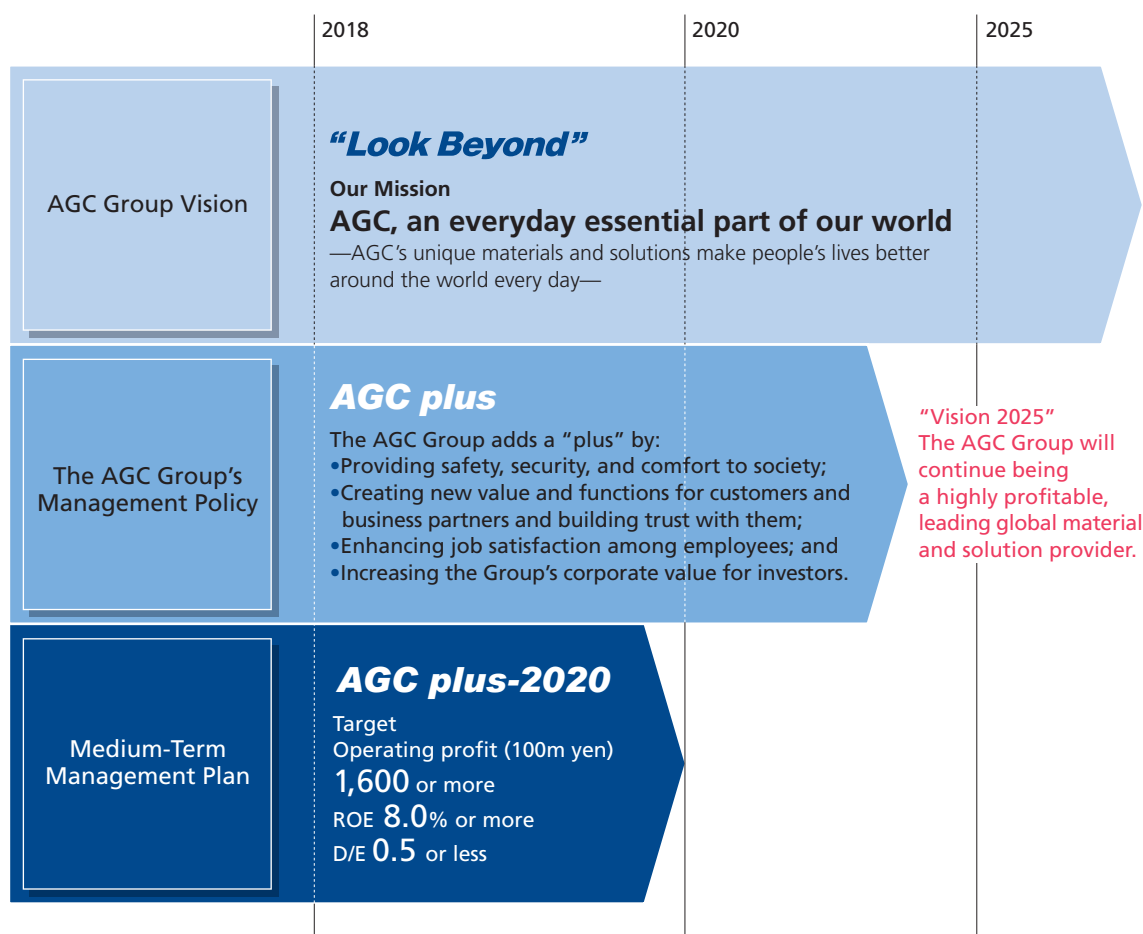 2018
2020
2025
AGC Group Vision
“Look Beyond”
Our Mission
AGC, an everyday essential part of our world
—AGC’s unique materials and solutions make people’s lives better
around the world every day—
The AGC Group’s
Management Policy
AGC plus
The AGC Group adds a “plus” by:
•Providing safety, security, and comfort to society;
•Creating new value and functions for customers and
business partners and building trust with them;
•Enhancing job satisfaction among employees; and
•Increasing the Group’s corporate value for investors.
“Vision 2025”
The AGC Group will
continue being
a highly profitable,
leading global material
and solution provider.
Medium-Term
Management Plan
AGC plus-2020
Target
Operating profit (100m yen)
1,600 or more
ROE 8.0% or more
D/E 0.5 or less